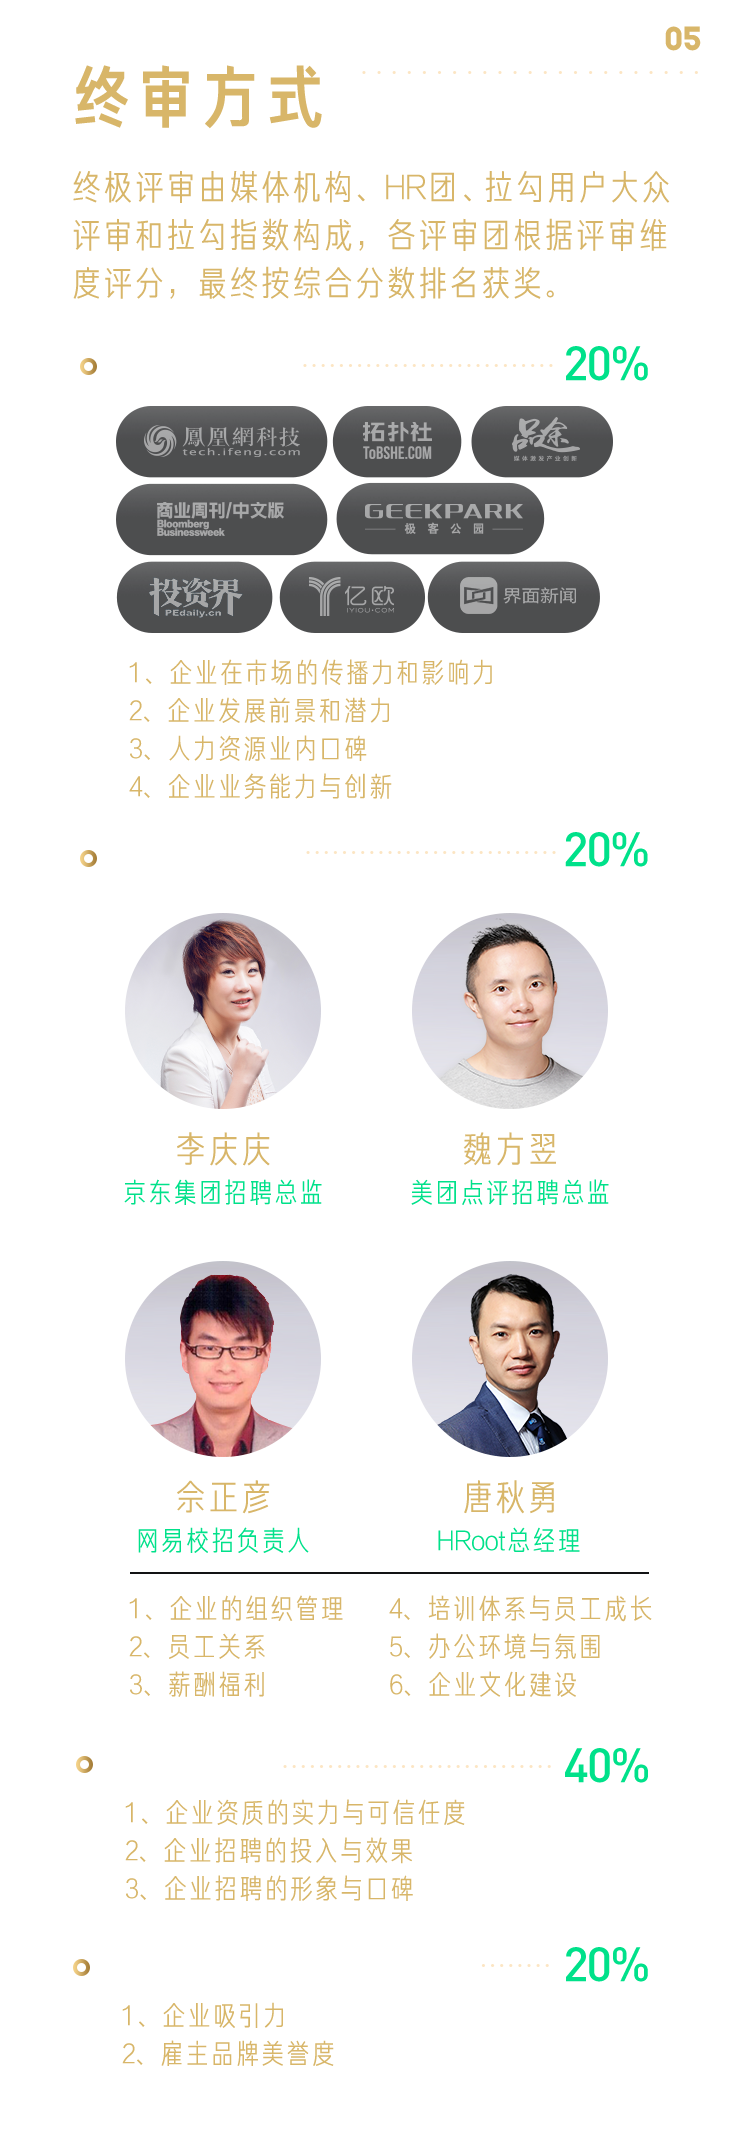 05
终审方式
终极评审由媒体机构、HR团、拉勾用户大众
评审和拉勾指数构成，各评审团根据评审维
度评分，最终按综合分数排名获奖。
20%
鳳凰網科技
tech.ifeng.com
拓扑社
ToBSHE.COM
品途
媒体激发产业创新
商业周刊/中文版
Bloomberg
Businessweek
GEEKPARK
极客公园
投资界
PEdaily.cn
亿欧
IYIOU·COM
界面新闻
1、企业在市场的传播力和影响力
2、企业发展前景和潜力
3、人力资源业内口碑
4、企业业务能力与创新
20%
李庆庆
京东集团招聘总监
魏方翌
美团点评招聘总监
佘正彦
网易校招负责人
唐秋勇
HRoot总经理
1、企业的组织管理
2、员工关系
3、薪酬福利
4、培训体系与员工成长
5、办公环境与氛围
6、企业文化建设
40%
1、企业资质的实力与可信任度
2、企业招聘的投入与效果
3、企业招聘的形象与口碑
20%
1、企业吸引力
2、雇主品牌美誉度